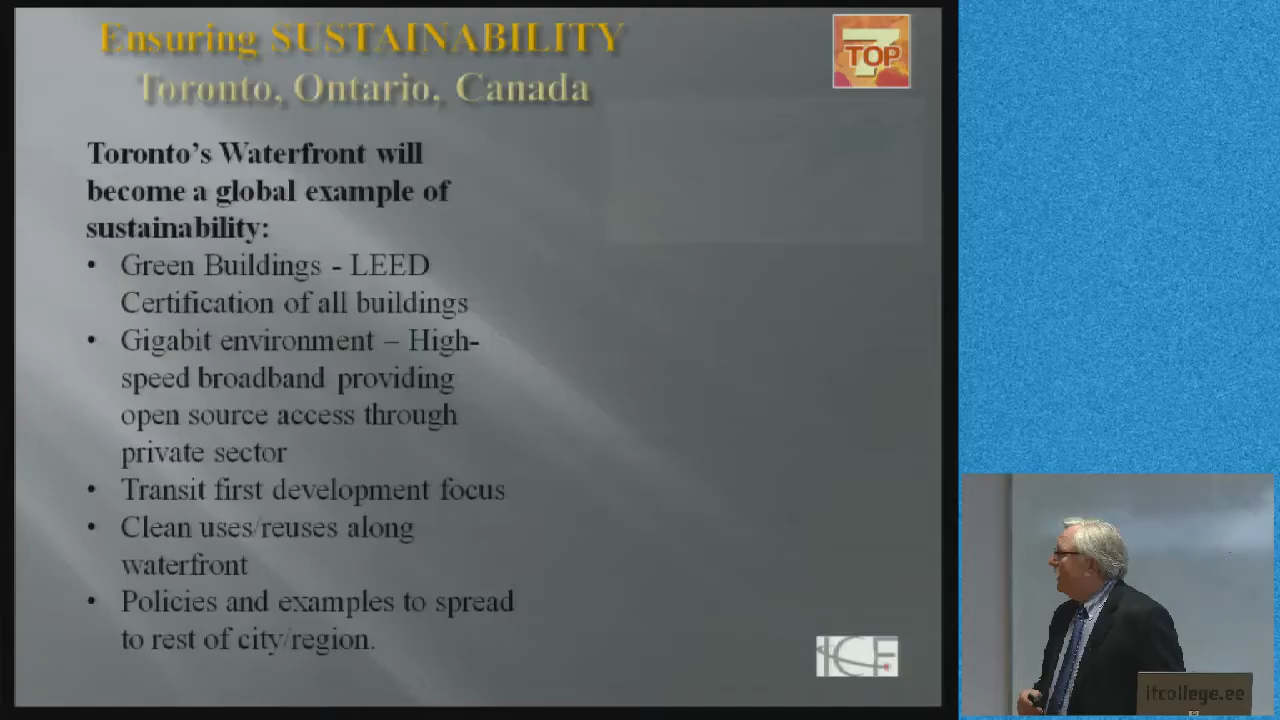 Ensuring SUSTAINABILITY
Toronto, Ontario, Canada
7
TOP
Toronto's Waterfront will
become a global example of
sustainability:
• Green Buildings - LEED
Certification of all buildings
• Gigabit environment – High-
speed broadband providing
open source access through
private sector
• Transit first development focus
• Clean uses/reuses along
waterfront
• Policies and examples to spread
to rest of city/region.
ICF
itcollege.ee